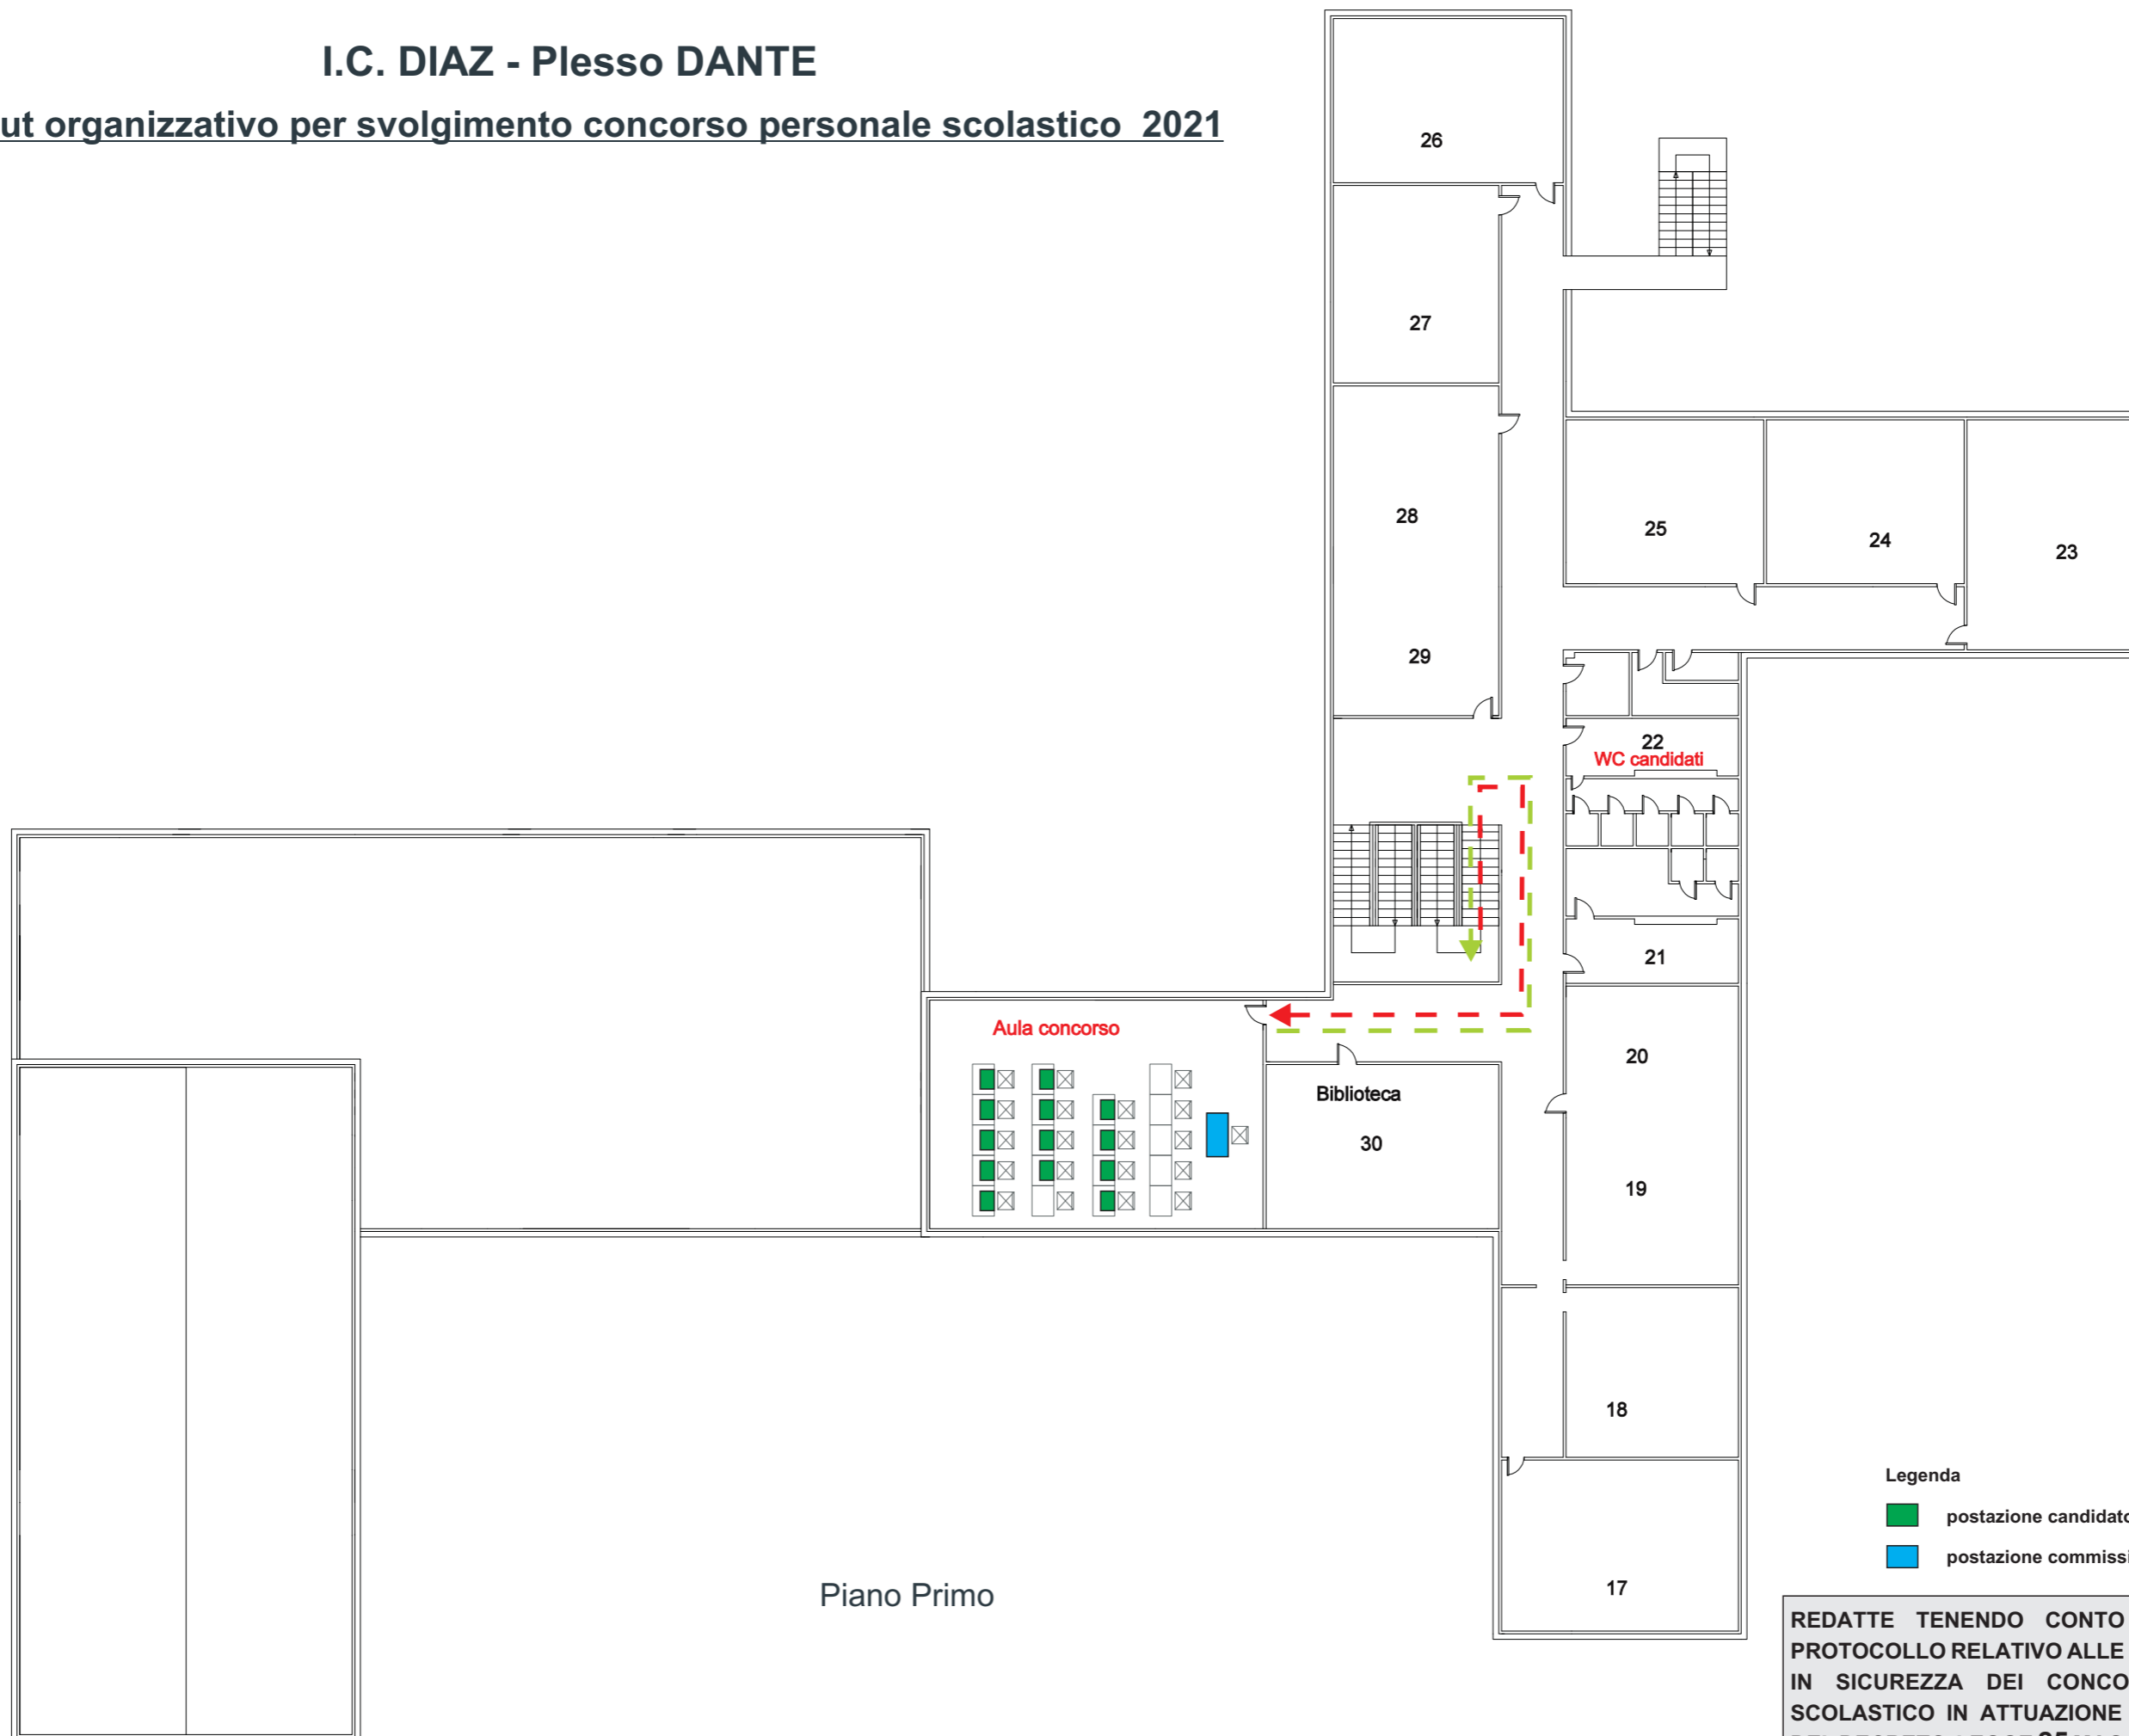 I.C. DIAZ - Plesso DANTE
ut organizzativo per svolgimento concorso personale scolastico 2021
26
27
28
25
24
23
29
22
WC candidati
21
Aula concorso
20
Biblioteca
30
19
18
Legenda
postazione candidato
postazione commissi
17
Piano Primo
REDATTE TENENDO CONTO
PROTOCOLLO RELATIVO ALLE
IN SICUREZZA DEI CONCO
SCOLASTICO IN ATTUAZIONE